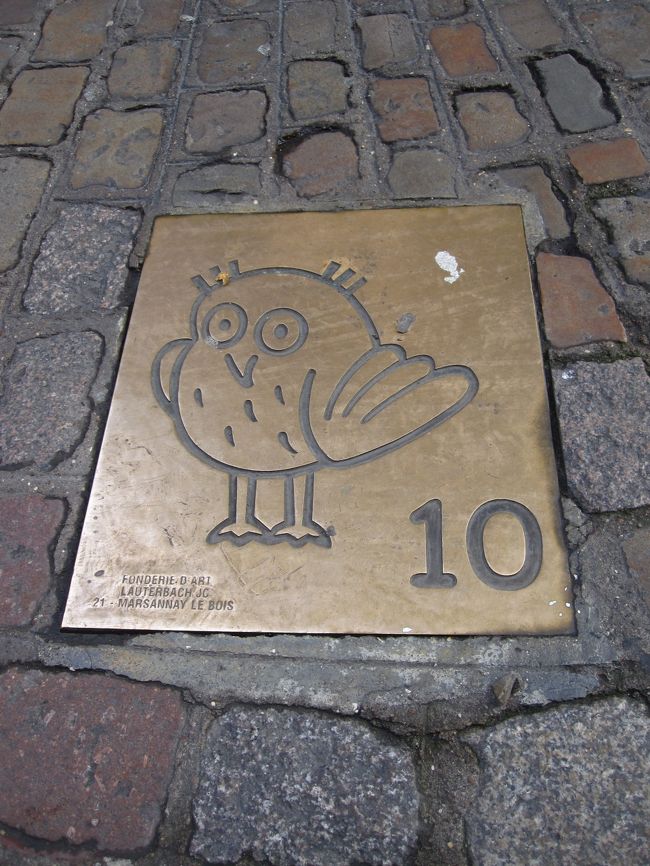 10
FONDERIE D'ART
LAUTERBACH JC
21 - MARSANNAY LE BOIS